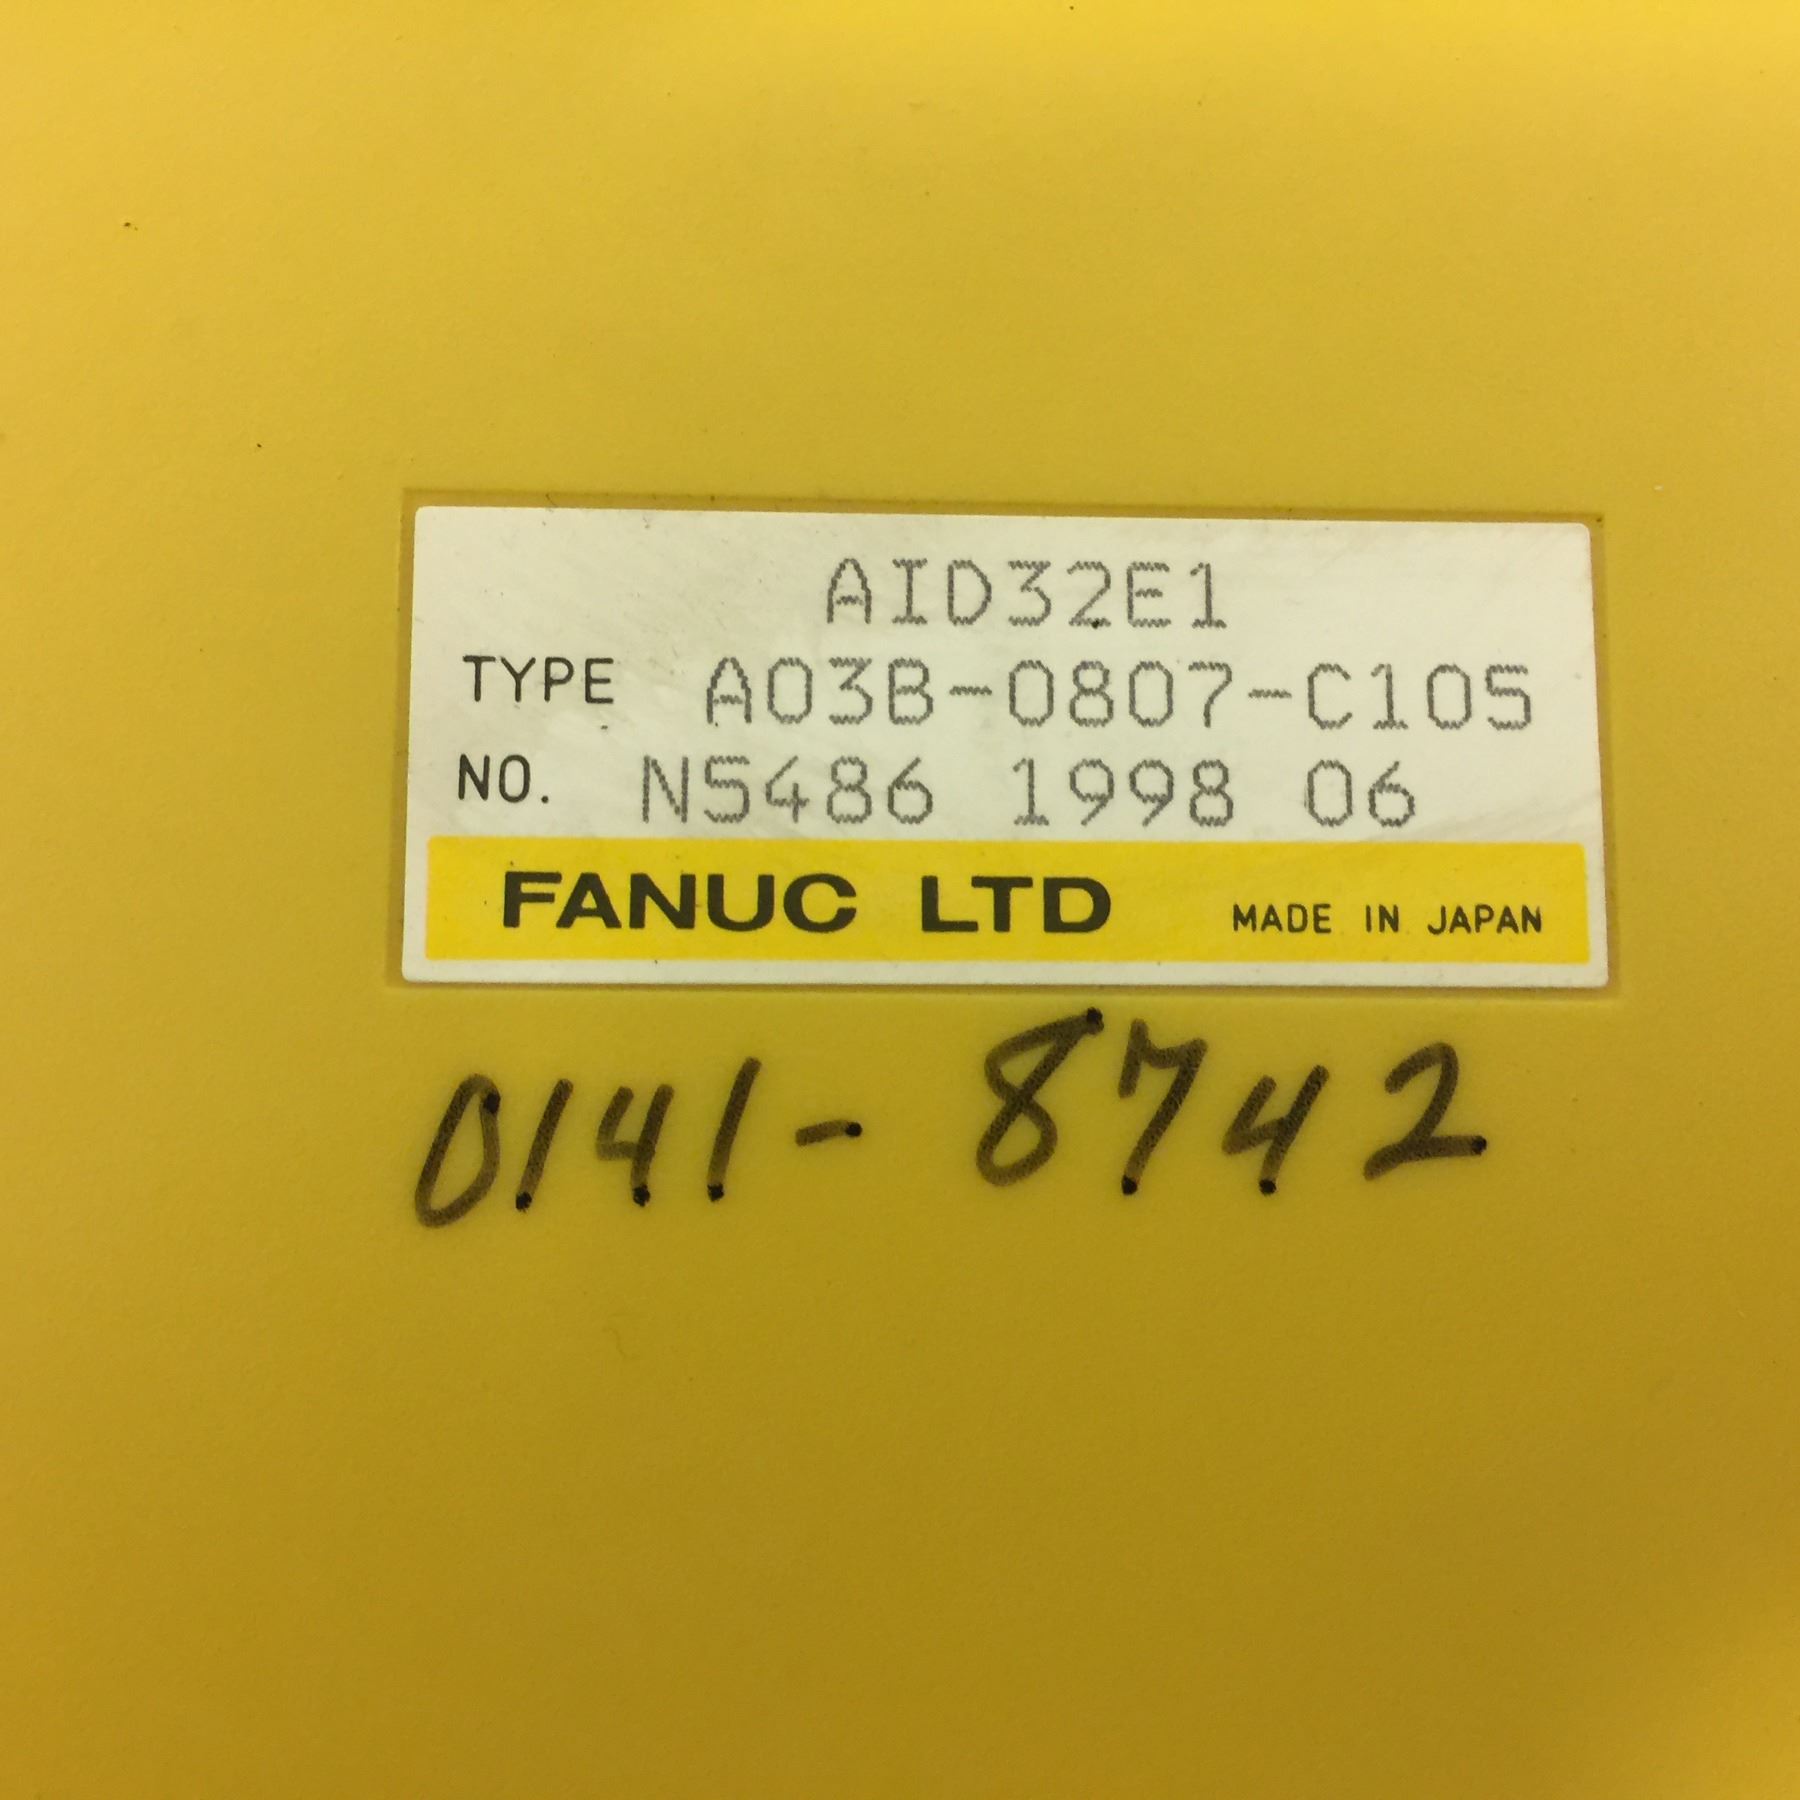 AID32E1
TYPE A03B-0807-C105
NO. N5486 1998 06
FANUC LTD MADE IN JAPAN
0141-8742